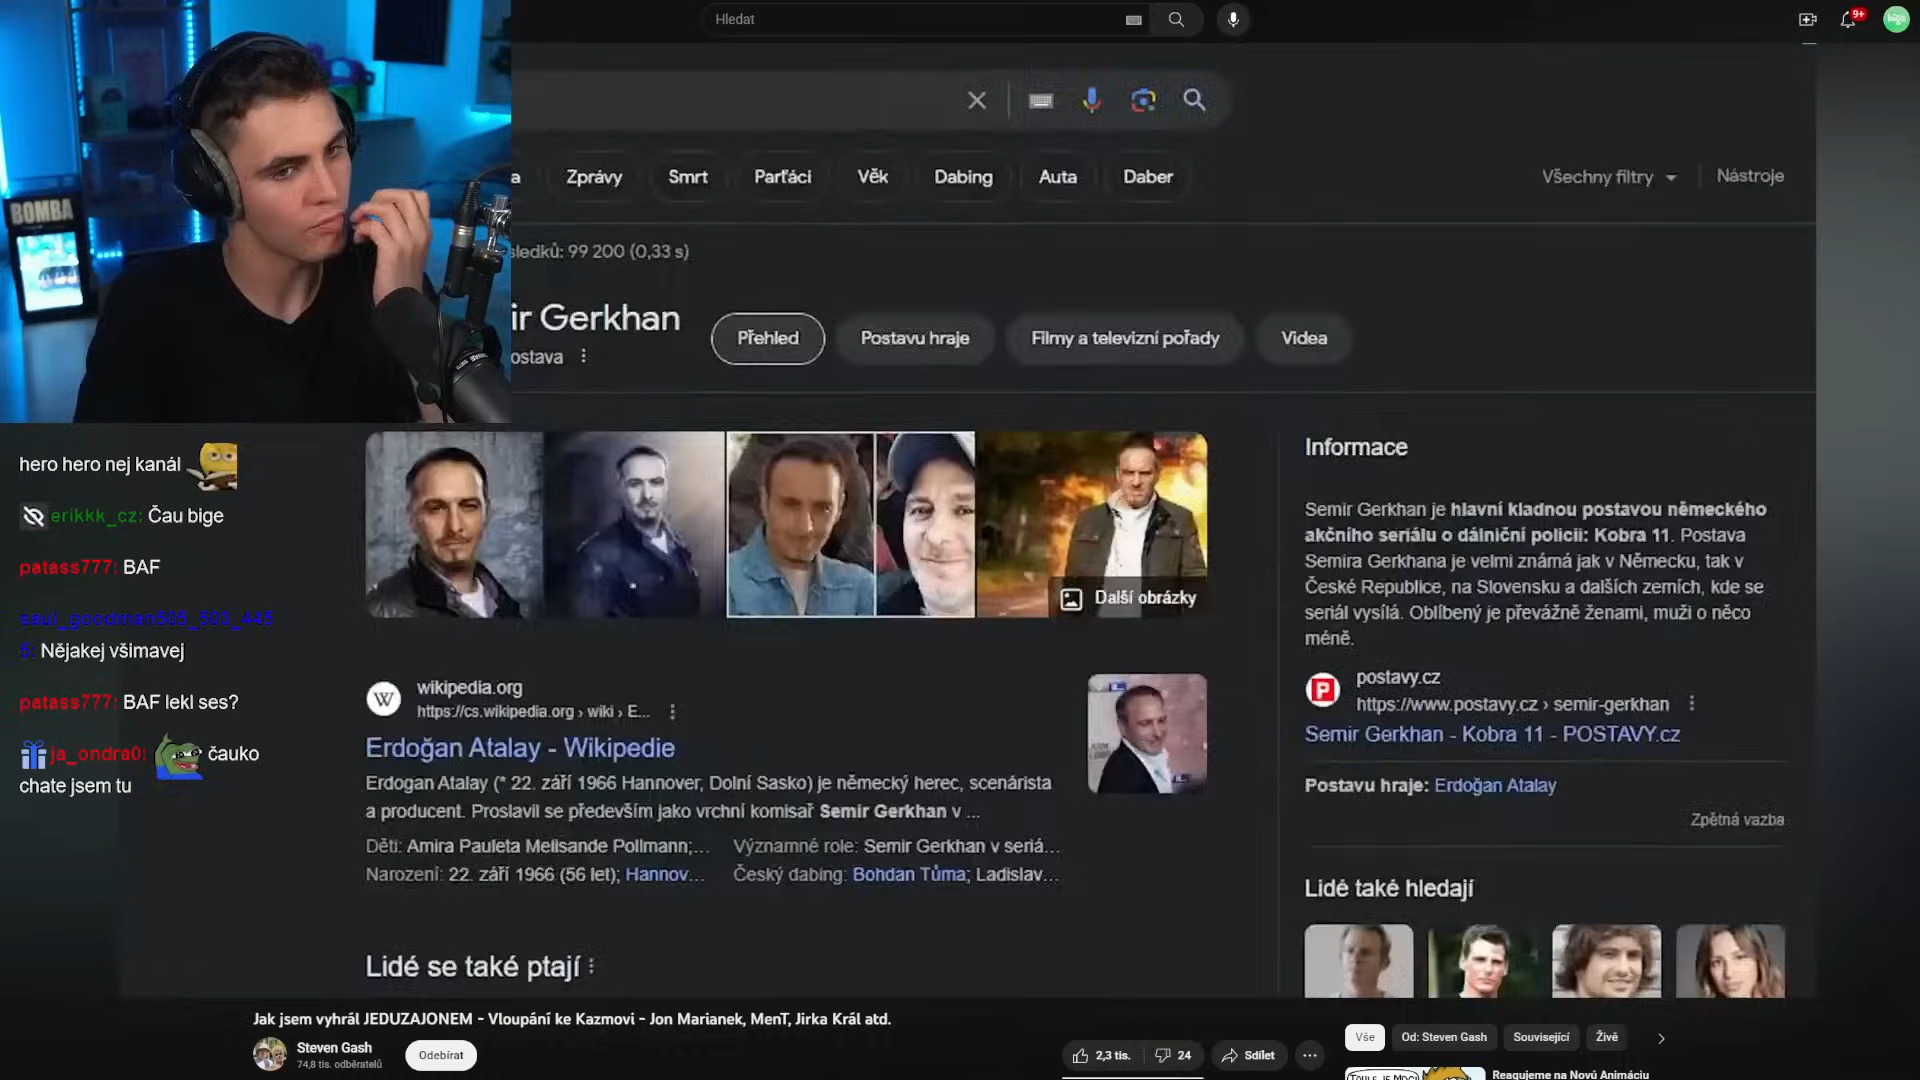 Hledat
9+
BOMBA
a
Zprávy
Smrt
Parťáci
Věk
Dabing
Auta
Daber
Všechny filtry
Nástroje
sledků: 99 200 (0,33 s)
ir Gerkhan
ostava
Přehled
Postavu hraje
Filmy a televizní pořady
Videa
hero hero nej kanál
erikkk_cz: Čau bige
patass777: BAF
saul_goodman505_503_445
5: Nějakej všimavej
patass777: BAF lekl ses?
ja_ondra0: čauko
chate jsem tu
Další obrázky
W
wikipedia.org
https://cs.wikipedia.org › wiki › E...
Erdoğan Atalay - Wikipedie
Erdogan Atalay (* 22. září 1966 Hannover, Dolní Sasko) je německý herec, scenárista
a producent. Proslavil se především jako vrchní komisař Semir Gerkhan v ...
Děti: Amira Pauleta Melisande Pollmann;...
Významné role: Semir Gerkhan v seriá...
Narození: 22. září 1966 (56 let); Hannov...
Český dabing: Bohdan Tůma; Ladislav...
Lidé se také ptají
Informace
Semir Gerkhan je hlavní kladnou postavou německého
akčního seriálu o dálniční policii: Kobra 11. Postava
Semira Gerkhana je velmi známá jak v Německu, tak v
České Republice, na Slovensku a dalších zemích, kde se
seriál vysílá. Oblíbený je převážně ženami, muži o něco
méně.
P
postavy.cz
https://www.postavy.cz › semir-gerkhan
Semir Gerkhan - Kobra 11 - POSTAVY.cz
Postavu hraje: Erdoğan Atalay
Zpětná vazba
Lidé také hledají
Jak jsem vyhrál JEDUZAJONEM - Vloupání ke Kazmovi - Jon Marianek, MenT, Jirka Král atd.
Steven Gash
74,8 tis. odběratelů
Odebírat
2,3 tis.
24
Sdílet
Vše
Od: Steven Gash
Související
Živě
Reagujeme na Novú Animáciu